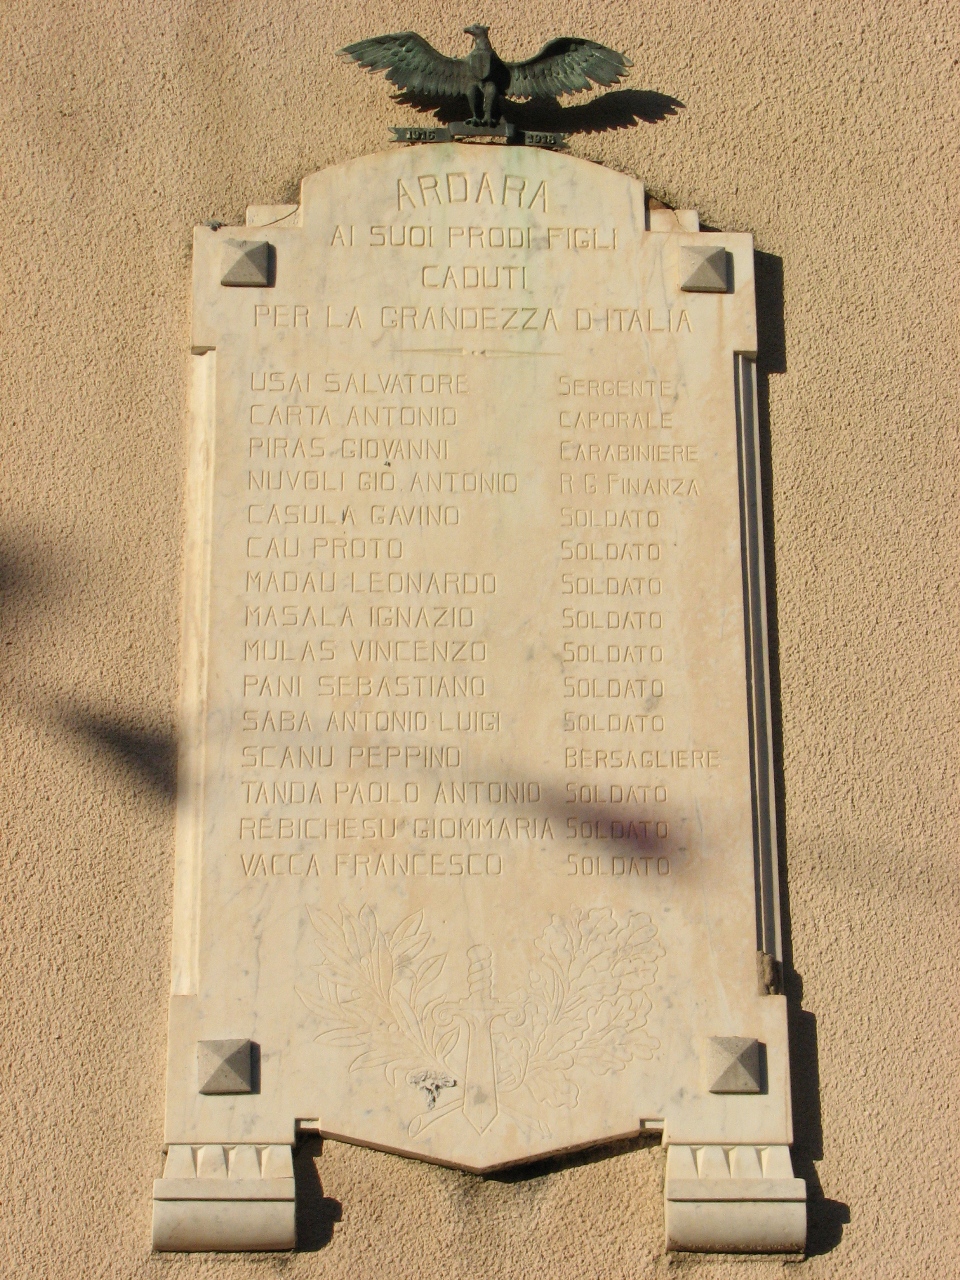 1915 1918
ARDARA
AI SUOI PRODI FIGLI
CADUTI
PER LA GRANDEZZA D'ITALIA
USAI SALVATORE SERGENTE
CARTA ANTONIO CAPORALE
PIRAS GIOVANNI CARABINIERE
NUVOLI GIO. ANTONIO R. G. FINANZA
CASULA GAVINO SOLDATO
CAU PROTO SOLDATO
MADAU LEONARDO SOLDATO
MASALA IGNAZIO SOLDATO
MULAS VINCENZO SOLDATO
PANI SEBASTIANO SOLDATO
SABA ANTONIO LUIGI SOLDATO
SCANU PEPPINO BERSAGLIERE
TANDA PAOLO ANTONIO SOLDATO
REBICHESU GIOMMARIA SOLDATO
VACCA FRANCESCO SOLDATO